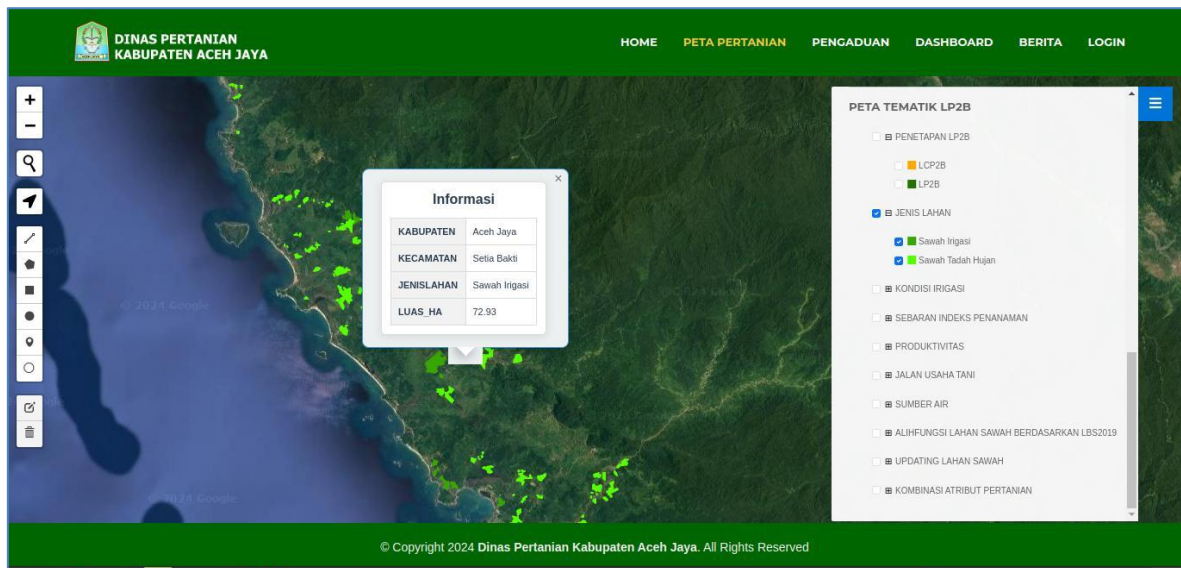 DINAS PERTANIAN
KABUPATEN ACEH JAYA
HOME PETA PERTANIAN PENGADUAN DASHBOARD BERITA LOGIN
+
−
Informasi
KABUPATEN Aceh Jaya
KECAMATAN Setia Bakti
JENISLAHAN Sawah Irigasi
LUAS_HA 72.93
PETA TEMATIK LP2B
PENETAPAN LP2B
LCP2B
LP2B
JENIS LAHAN
Sawah Irigasi
Sawah Tadah Hujan
KONDISI IRIGASI
SEBARAN INDEKS PENANAMAN
PRODUKTIVITAS
JALAN USAHA TANI
SUMBER AIR
ALIHFUNGSI LAHAN SAWAH BERDASARKAN LBS2019
UPDATING LAHAN SAWAH
KOMBINASI ATRIBUT PERTANIAN
© 2024 Google
© 2024 Google
© Copyright 2024 Dinas Pertanian Kabupaten Aceh Jaya. All Rights Reserved